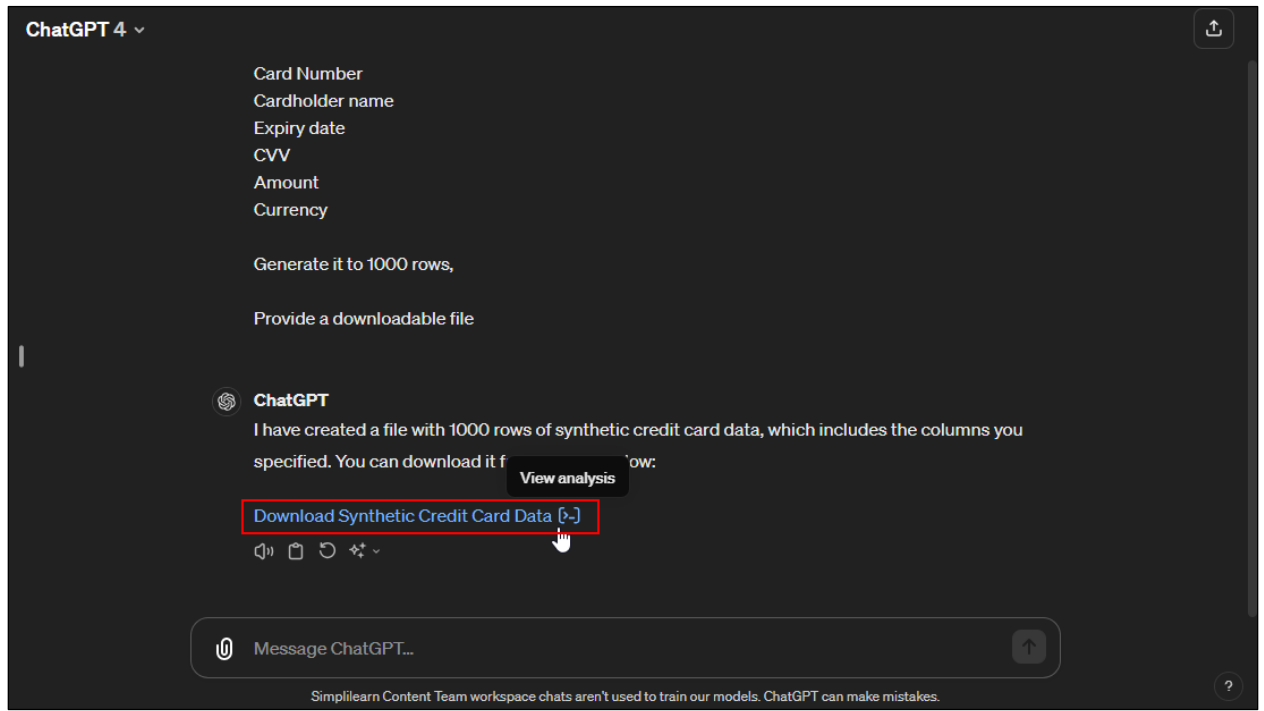 ChatGPT 4
Card Number
Cardholder name
Expiry date
CVV
Amount
Currency
Generate it to 1000 rows,
Provide a downloadable file
ChatGPT
I have created a file with 1000 rows of synthetic credit card data, which includes the columns you
specified. You can download it f ow:
View analysis
Download Synthetic Credit Card Data [>-]
Message ChatGPT...
Simplilearn Content Team workspace chats aren't used to train our models. ChatGPT can make mistakes.
?